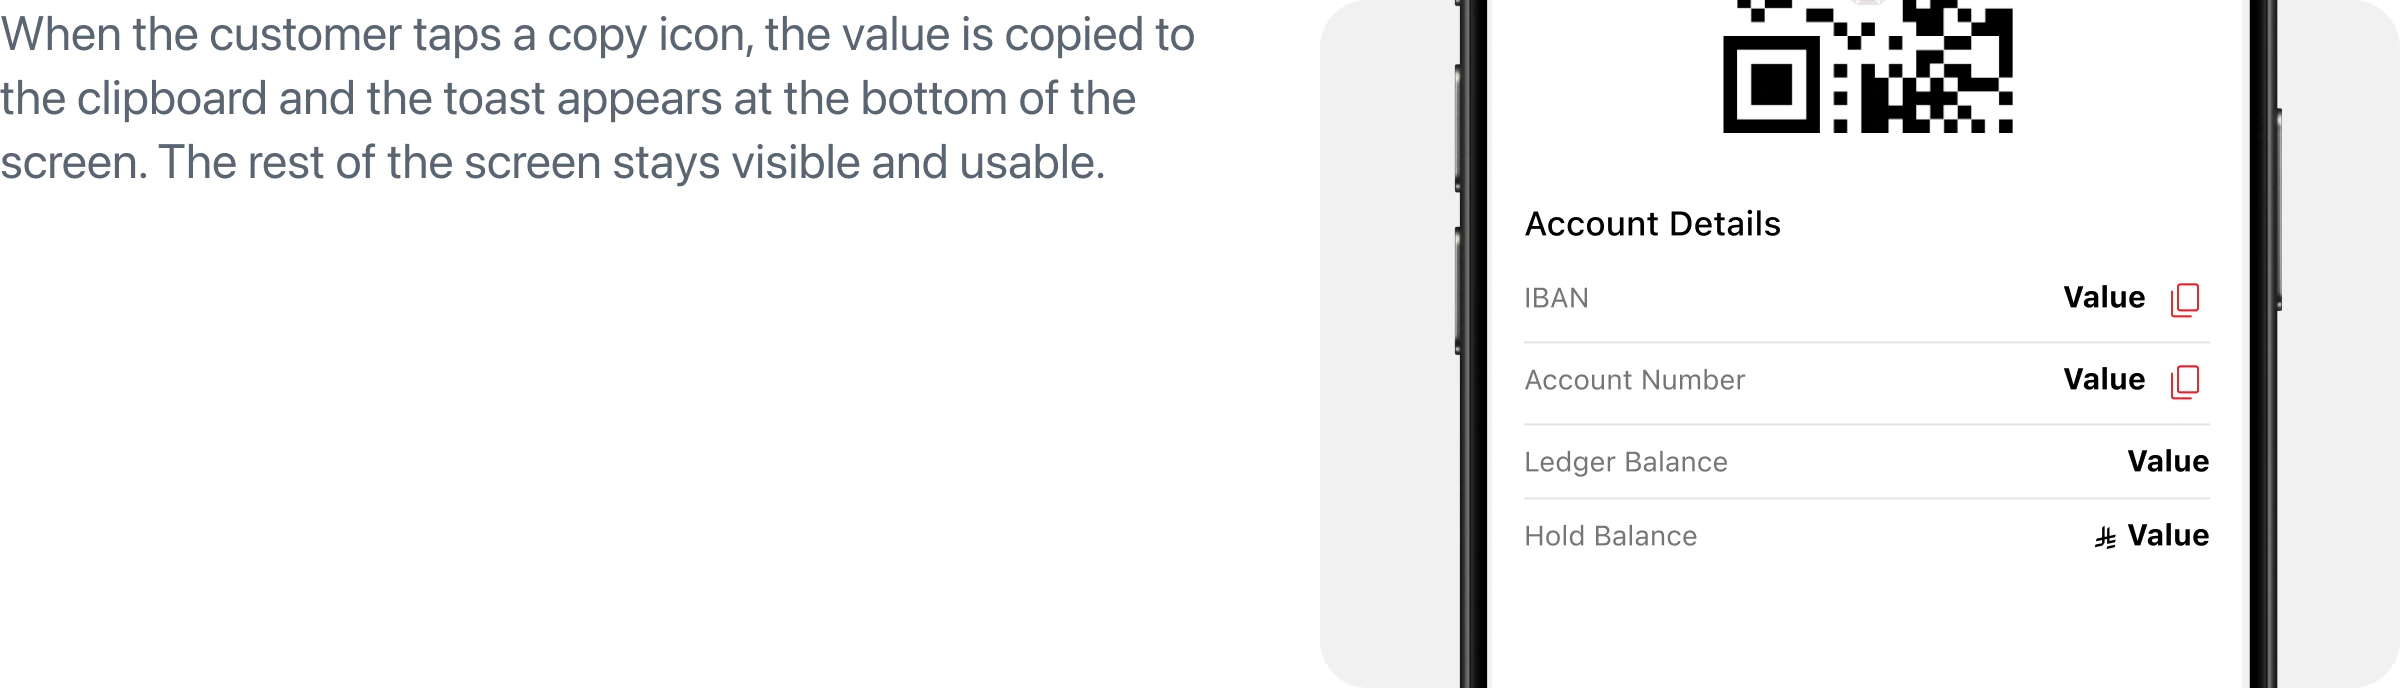 When the customer taps a copy icon, the value is copied to
the clipboard and the toast appears at the bottom of the
screen. The rest of the screen stays visible and usable.
Account Details
IBAN Value
Account Number Value
Ledger Balance Value
Hold Balance Value